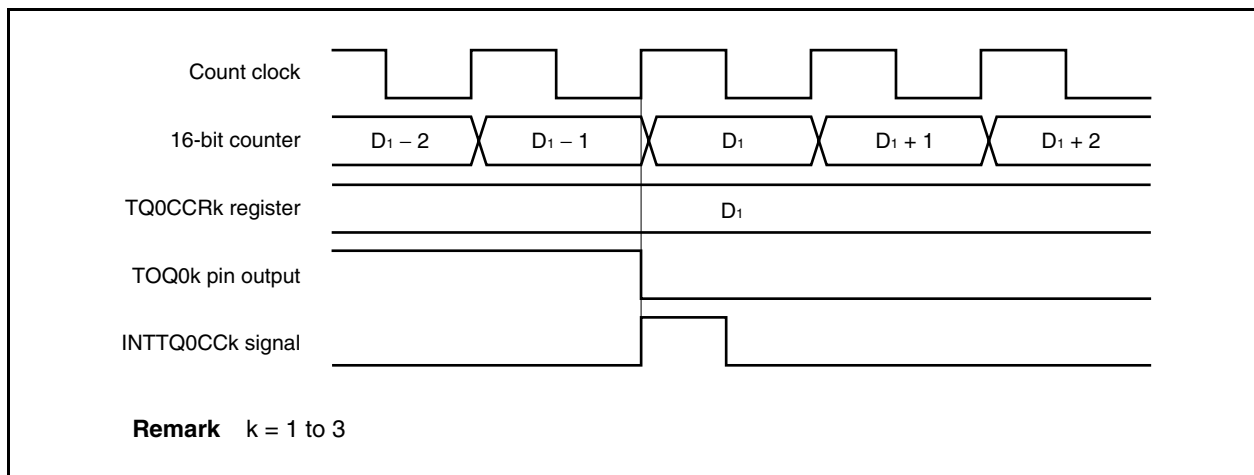 Count clock
16-bit counter
D1 − 2 D1 − 1 D1 D1 + 1 D1 + 2
TQ0CCRk register
D1
TOQ0k pin output
INTTQ0CCk signal
Remark k = 1 to 3